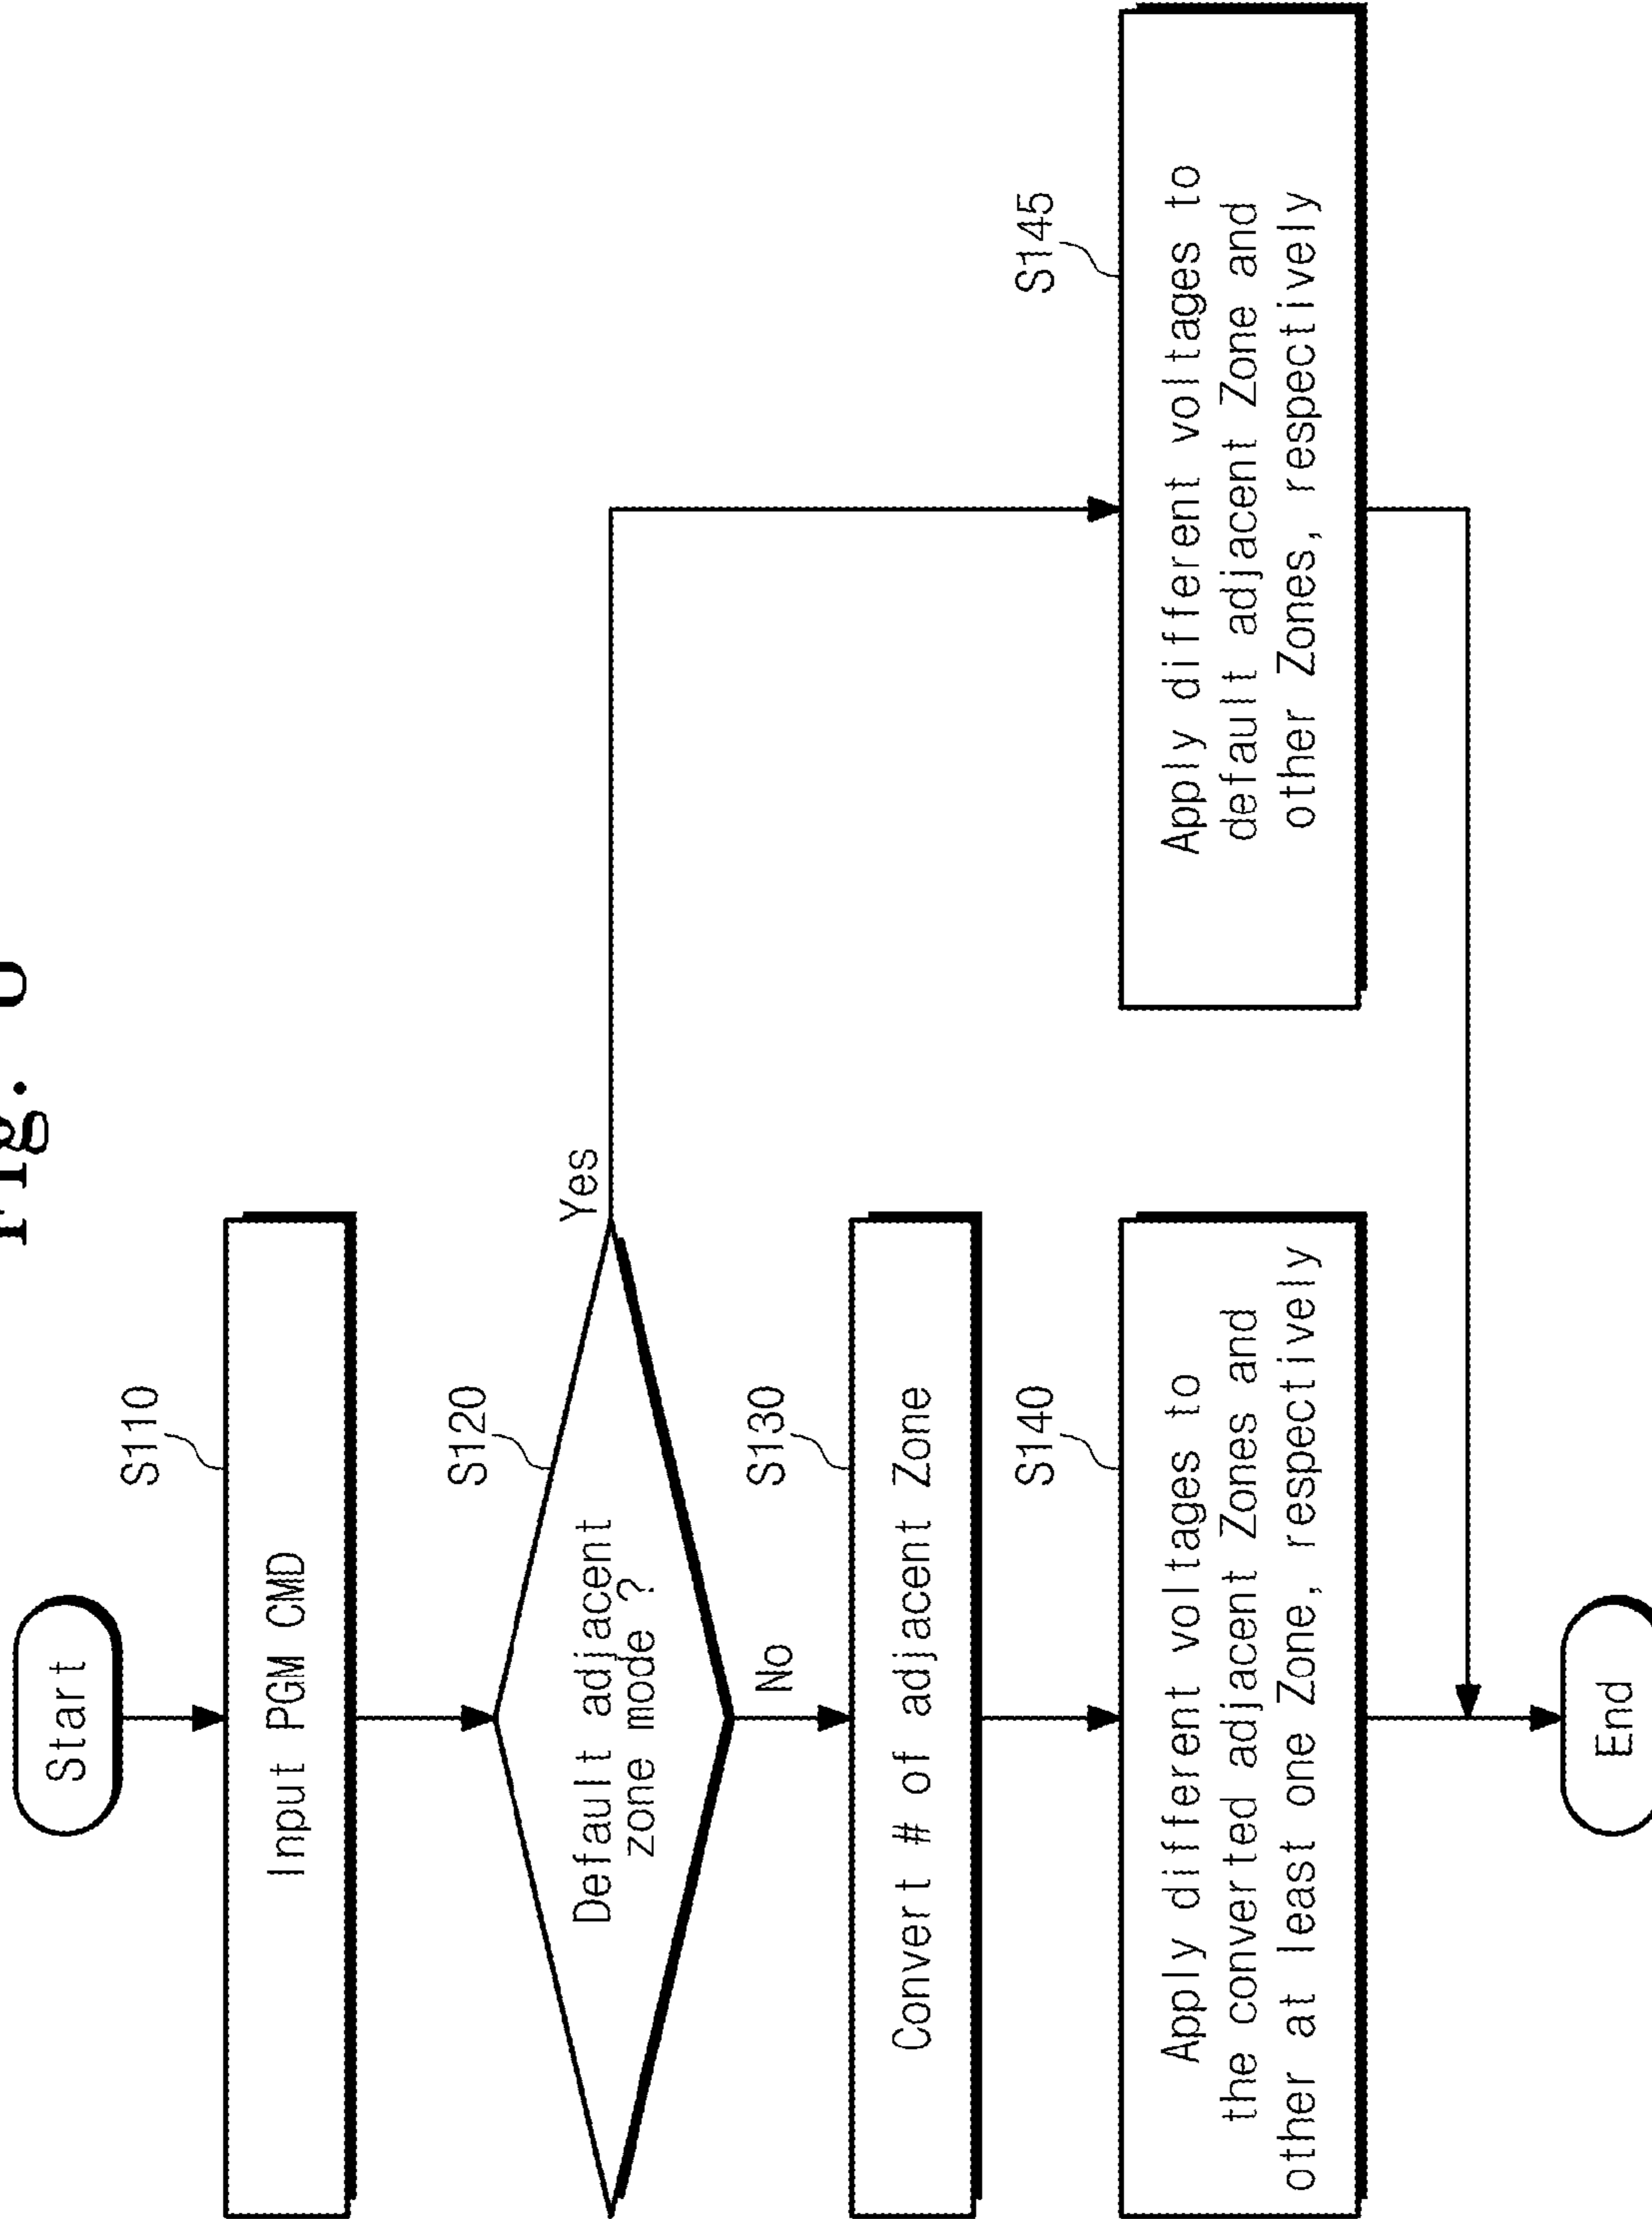 Fig.
Start
S110
Input PGM CMD
S120
Default adjacent
zone mode ?
Yes
No
S130
Convert # of adjacent Zone
S140
Apply different voltages to
the converted adjacent Zones and
other at least one Zone, respectively
S145
Apply different voltages to
default adjacent Zone and
other Zones, respectively
End